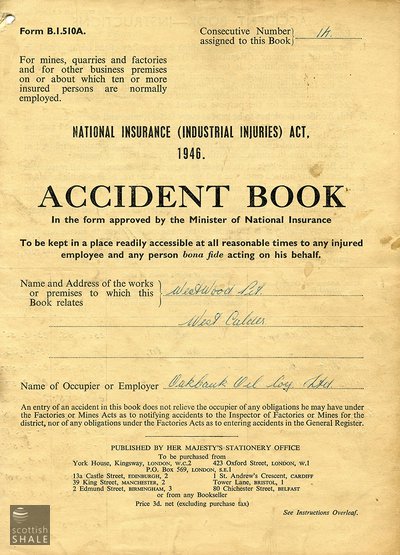 Form B.I.510A.
Consecutive Number
assigned to this Book
14.
For mines, quarries and factories
and for other business premises
on or about which ten or more
insured persons are normally
employed.
NATIONAL INSURANCE (INDUSTRIAL INJURIES) ACT,
1946.
ACCIDENT BOOK
In the form approved by the Minister of National Insurance
To be kept in a place readily accessible at all reasonable times to any injured
employee and any person bona fide acting on his behalf.
Name and Address of the works
or premises to which this
Book relates
Westwood Pit
West Calder
Name of Occupier or Employer Oakbank Oil Coy Ltd
An entry of an accident in this book does not relieve the occupier of any obligations he may have under
the Factories or Mines Acts as to notifying accidents to the Inspector of Factories or Mines for the
district, nor of any obligations under the Factories Acts as to entering accidents in the General Register.
PUBLISHED BY HER MAJESTY'S STATIONERY OFFICE
To be purchased from
York House, Kingsway, LONDON, W.C.2 423 Oxford Street, LONDON, W.1
P.O. Box 569, LONDON, S.E.1
13a Castle Street, EDINBURGH, 2 1 St. Andrew's Crescent, CARDIFF
39 King Street, MANCHESTER, 2 Tower Lane, BRISTOL, 1
2 Edmund Street, BIRMINGHAM, 3 80 Chichester Street, BELFAST
or from any Bookseller
Price 3d. net (excluding purchase fax)
See Instructions Overleaf.
scottish
SHALE